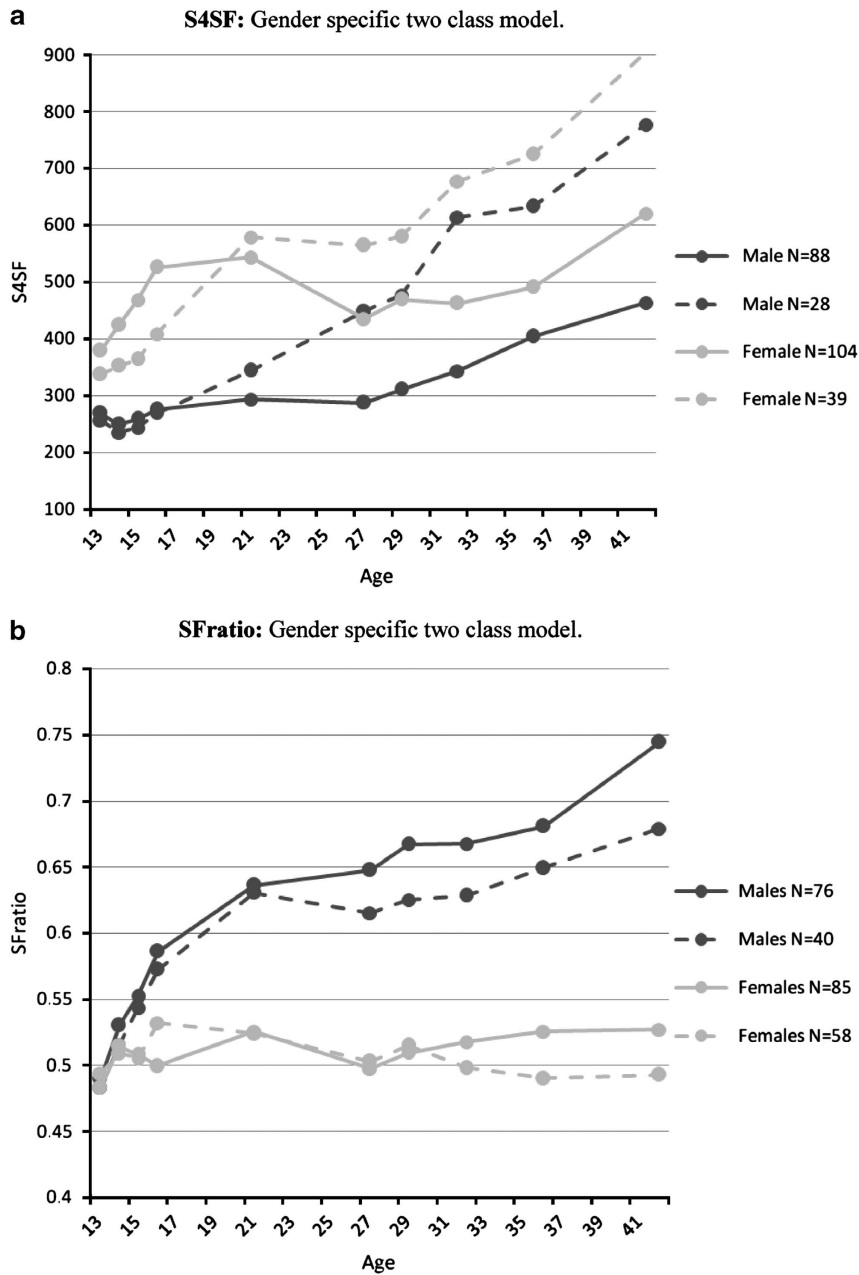 a
S4SF: Gender specific two class model.
900
800
700
600
500
400
300
200
100
S4SF
13 15 17 19 21 23 25 27 29 31 33 35 37 39 41
Age
Male N=88
Male N=28
Female N=104
Female N=39
b
SFratio: Gender specific two class model.
0.8
0.75
0.7
0.65
0.6
0.55
0.5
0.45
0.4
SFratio
13 15 17 19 21 23 25 27 29 31 33 35 37 39 41
Age
Males N=76
Males N=40
Females N=85
Females N=58